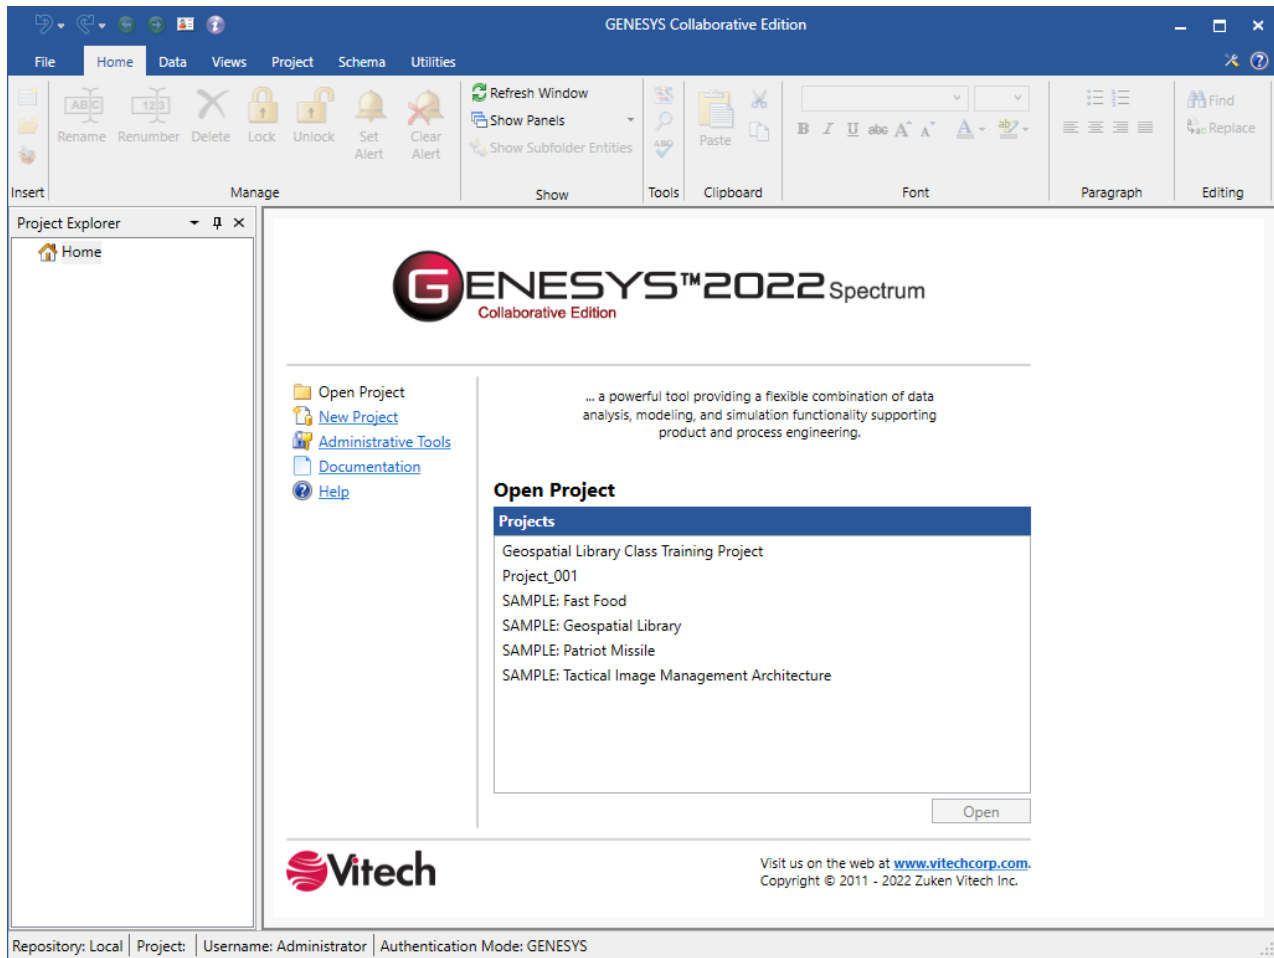 GENESYS Collaborative Edition
File Home Data Views Project Schema Utilities
Rename Renumber Delete Lock Unlock Set Alert Clear Alert
Refresh Window
Show Panels
Show Subfolder Entities
Paste
ABC
123
ABC
B I U abc A A A ab
Find
Replace
Insert Manage Show Tools Clipboard Font Paragraph Editing
Project Explorer
Home
GENESYS™2022 Spectrum
Collaborative Edition
Open Project
New Project
Administrative Tools
Documentation
Help
... a powerful tool providing a flexible combination of data
analysis, modeling, and simulation functionality supporting
product and process engineering.
Open Project
Projects
Geospatial Library Class Training Project
Project_001
SAMPLE: Fast Food
SAMPLE: Geospatial Library
SAMPLE: Patriot Missile
SAMPLE: Tactical Image Management Architecture
Open
Vitech
Visit us on the web at www.vitechcorp.com.
Copyright © 2011 - 2022 Zuken Vitech Inc.
Repository: Local Project: Username: Administrator Authentication Mode: GENESYS